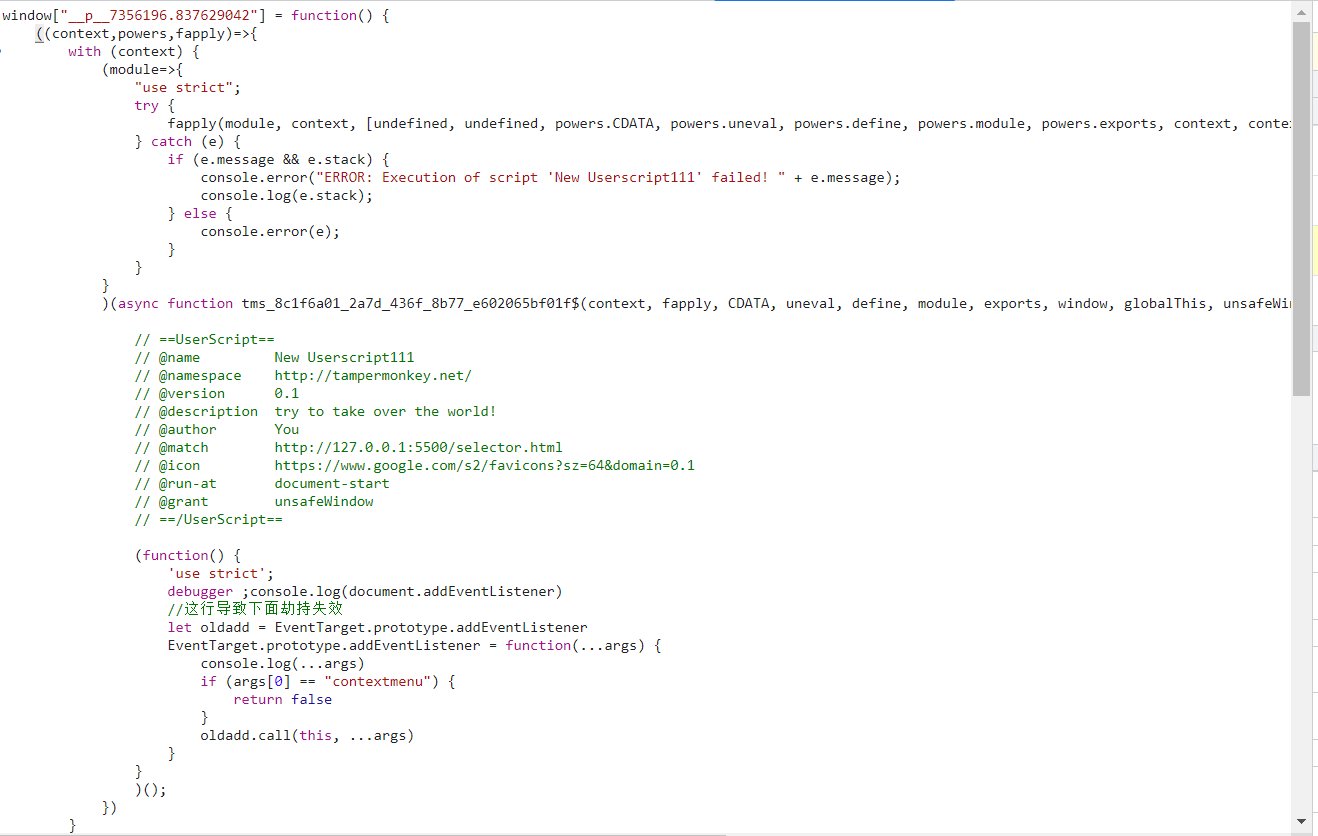 window["__p__7356196.837629042"] = function() {
((context,powers,fapply)=>{
with (context) {
(module=>{
"use strict";
try {
fapply(module, context, [undefined, undefined, powers.CDATA, powers.uneval, powers.define, powers.module, powers.exports, context, conte
} catch (e) {
if (e.message && e.stack) {
console.error("ERROR: Execution of script 'New Userscript111' failed! " + e.message);
console.log(e.stack);
} else {
console.error(e);
}
}
}
)(async function tms_8c1f6a01_2a7d_436f_8b77_e602065bf01f$(context, fapply, CDATA, uneval, define, module, exports, window, globalThis, unsafeWi
// ==UserScript==
// @name         New Userscript111
// @namespace    http://tampermonkey.net/
// @version      0.1
// @description  try to take over the world!
// @author       You
// @match        http://127.0.0.1:5500/selector.html
// @icon         https://www.google.com/s2/favicons?sz=64&domain=0.1
// @run-at       document-start
// @grant        unsafeWindow
// ==/UserScript==
(function() {
'use strict';
debugger ;console.log(document.addEventListener)
//这行导致下面劫持失效
let oldadd = EventTarget.prototype.addEventListener
EventTarget.prototype.addEventListener = function(...args) {
console.log(...args)
if (args[0] == "contextmenu") {
return false
}
oldadd.call(this, ...args)
}
}
)();
})
}